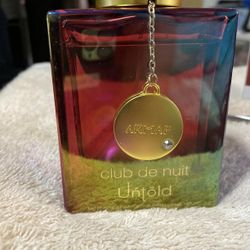 ARMAF
club de nuit
Untold